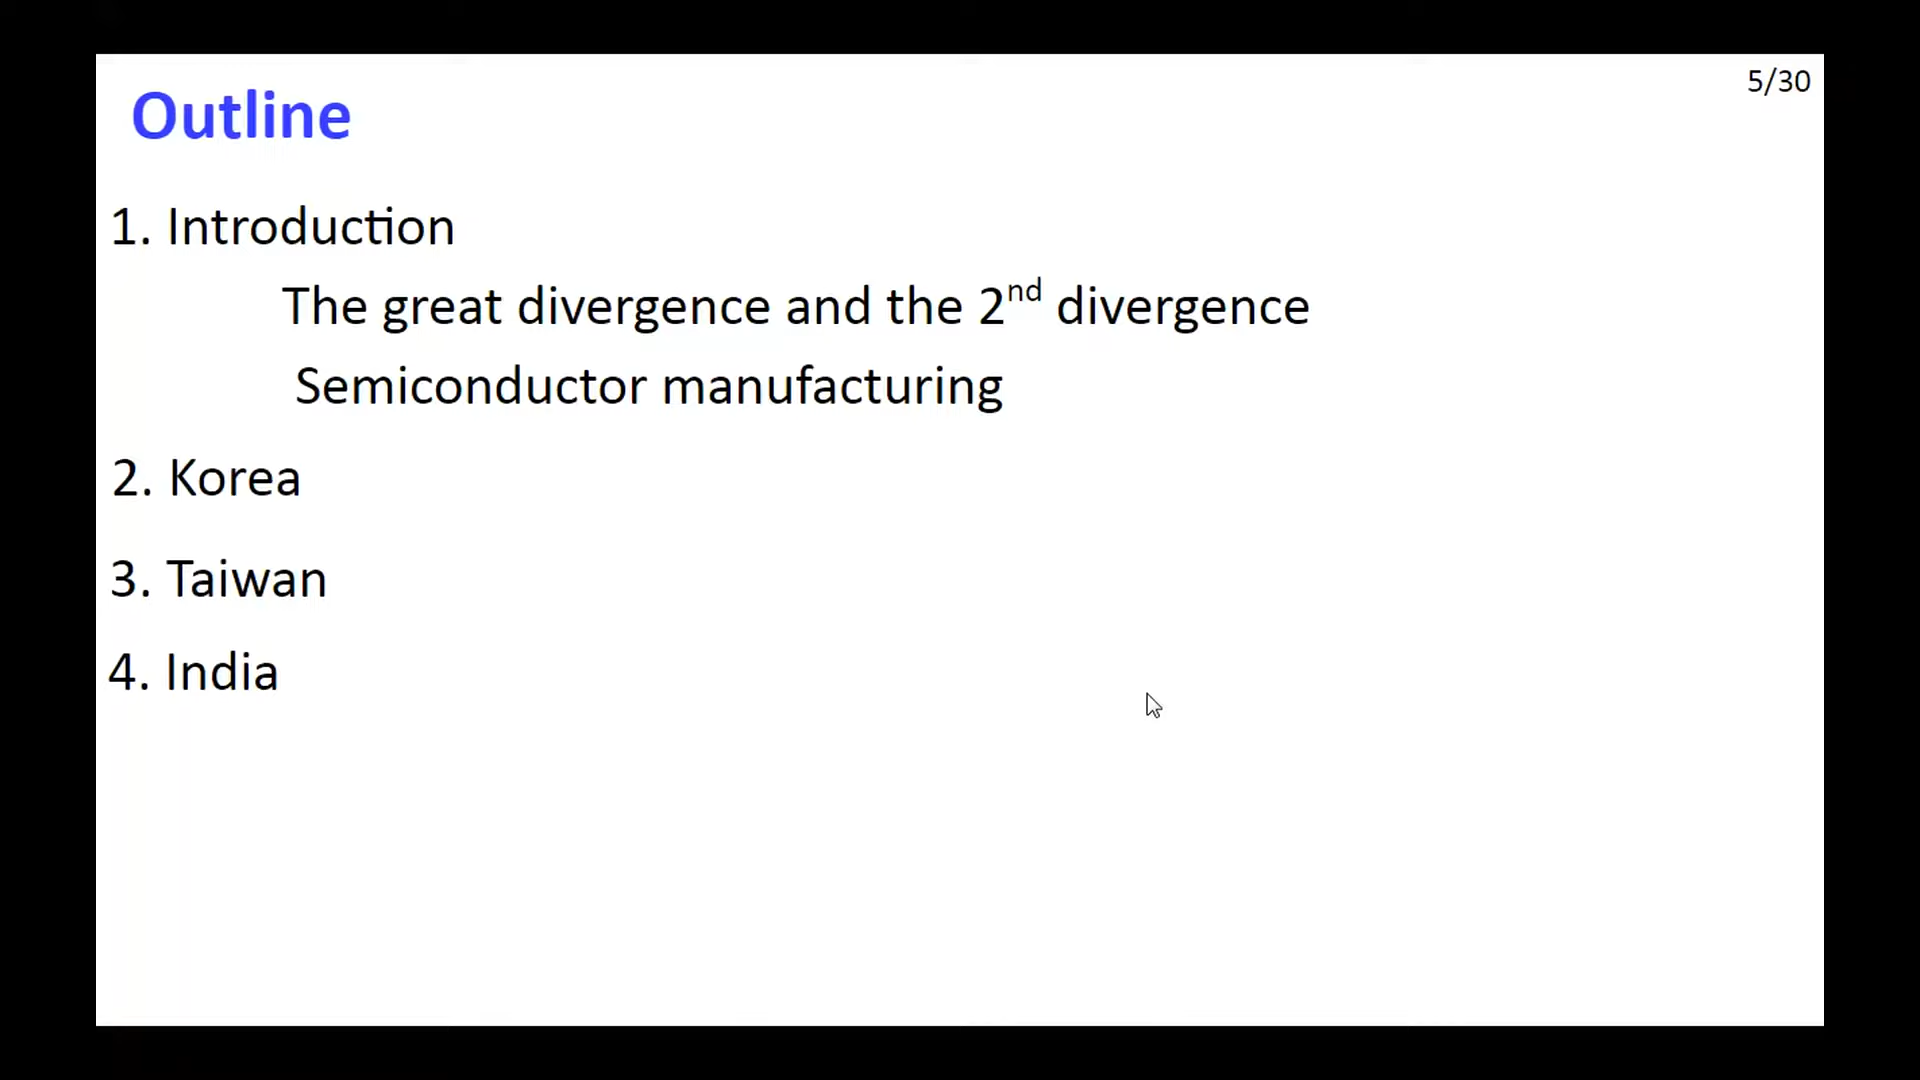 5/30
Outline
1. Introduction
The great divergence and the 2nd divergence
Semiconductor manufacturing
2. Korea
3. Taiwan
4. India